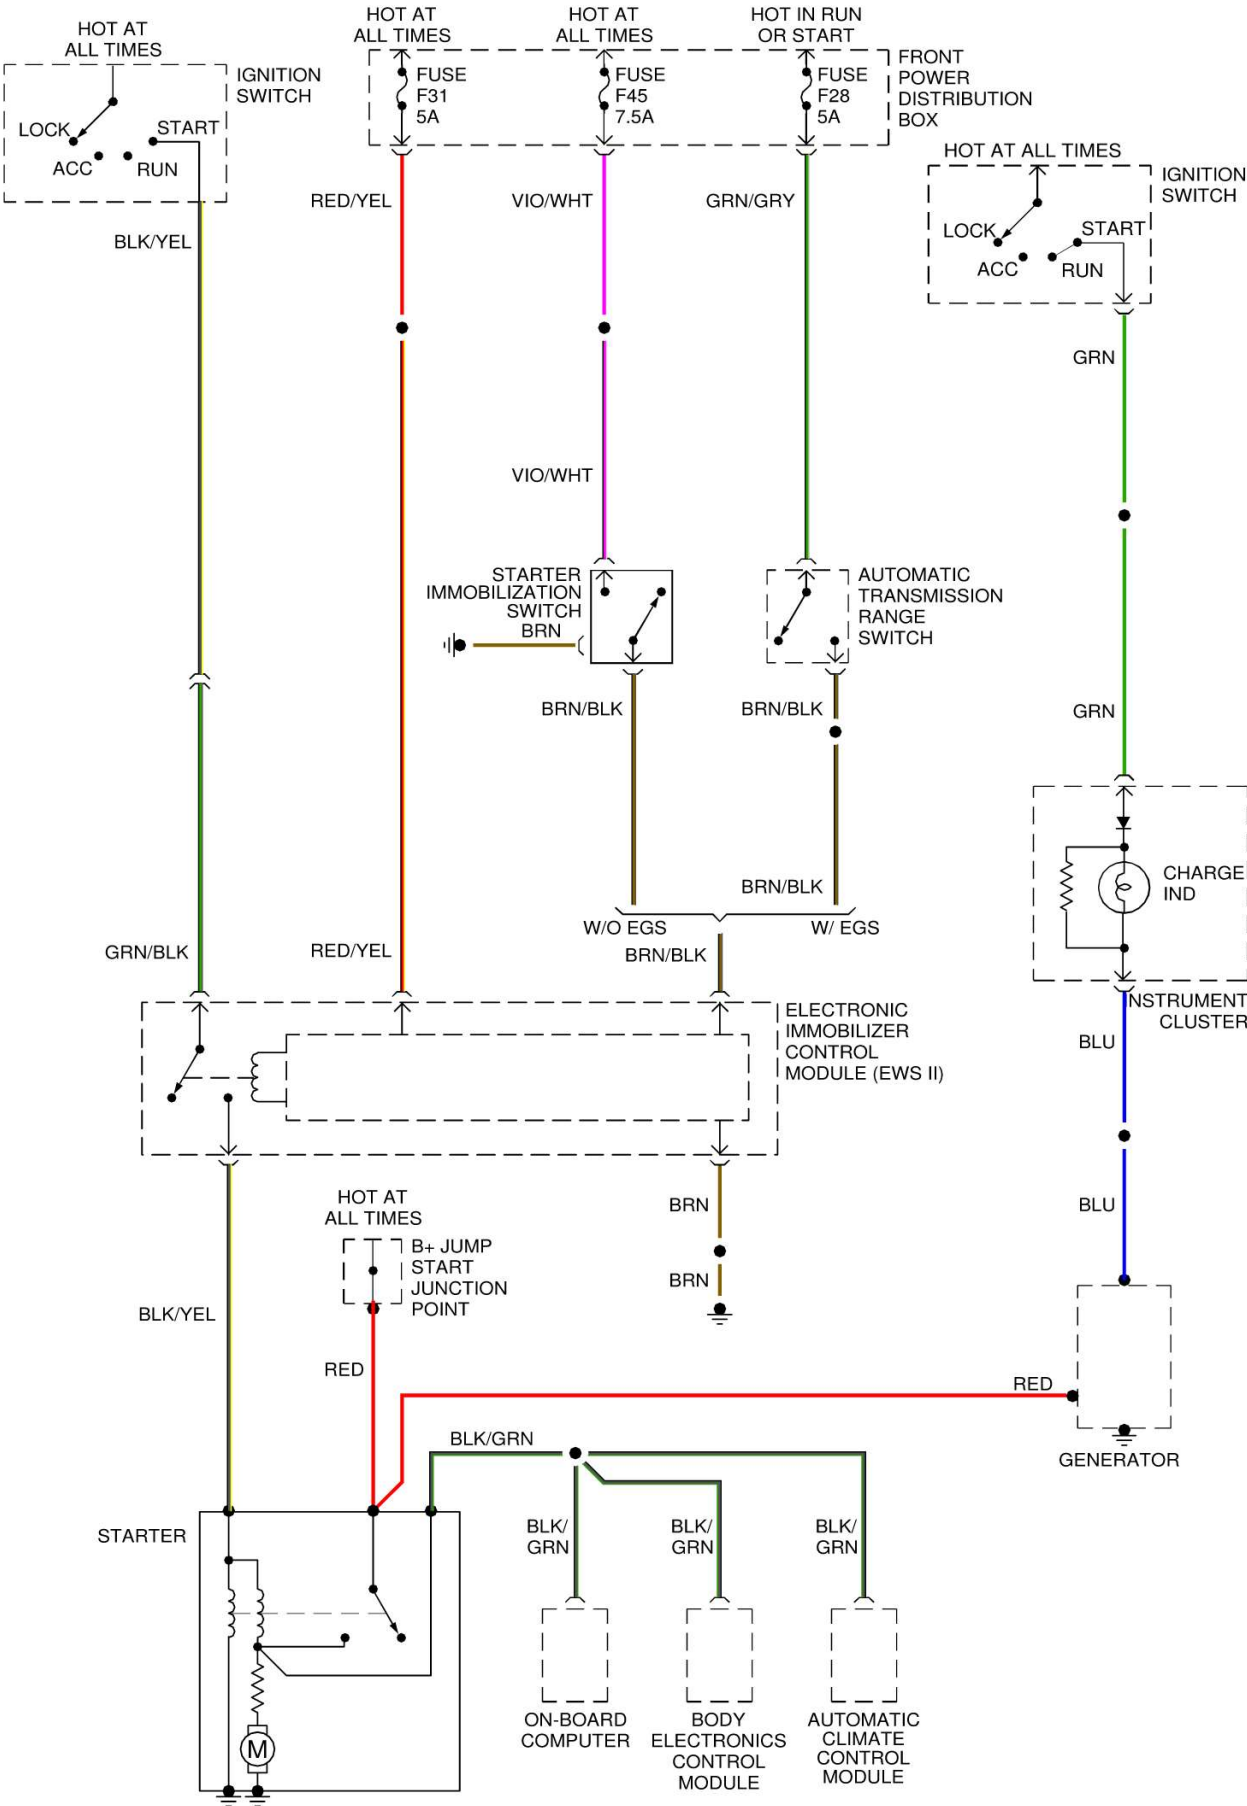 HOT AT
ALL TIMES
IGNITION
SWITCH
LOCK
START
ACC
RUN
BLK/YEL
HOT AT
ALL TIMES
HOT AT
ALL TIMES
HOT IN RUN
OR START
FUSE
F31
5A
FUSE
F45
7.5A
FUSE
F28
5A
FRONT
POWER
DISTRIBUTION
BOX
RED/YEL
VIO/WHT
GRN/GRY
HOT AT ALL TIMES
IGNITION
SWITCH
LOCK
START
ACC
RUN
GRN
VIO/WHT
STARTER
IMMOBILIZATION
SWITCH
BRN
AUTOMATIC
TRANSMISSION
RANGE
SWITCH
BRN/BLK
BRN/BLK
GRN
BRN/BLK
W/O EGS
W/ EGS
CHARGE
IND
GRN/BLK
RED/YEL
BRN/BLK
NSTRUMENT
CLUSTER
ELECTRONIC
IMMOBILIZER
CONTROL
MODULE (EWS II)
BLU
HOT AT
ALL TIMES
B+ JUMP
START
JUNCTION
POINT
BRN
BRN
BLU
BLK/YEL
RED
RED
GENERATOR
BLK/GRN
STARTER
BLK/
GRN
BLK/
GRN
BLK/
GRN
M
ON-BOARD
COMPUTER
BODY
ELECTRONICS
CONTROL
MODULE
AUTOMATIC
CLIMATE
CONTROL
MODULE